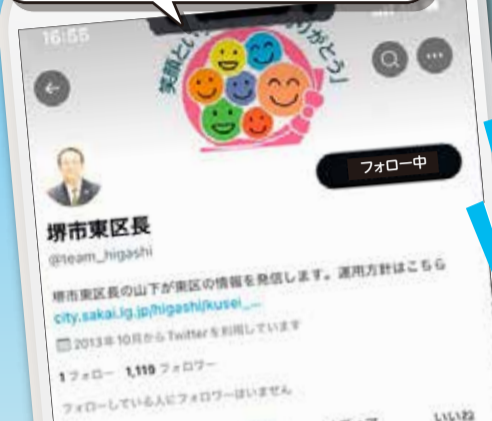 16:55
笑顔とい
りがとう」
フォロー中
堺市東区長
@team_higashi
堺市東区長の山下が東区の情報を発信します。運用方針はこちら
city.sakai.lg.jp/higashi/kusei_...
2013年10月からTwitterを利用しています
1フォロー 1,119フォロワー
フォローしている人にフォロワーはいません
いいね